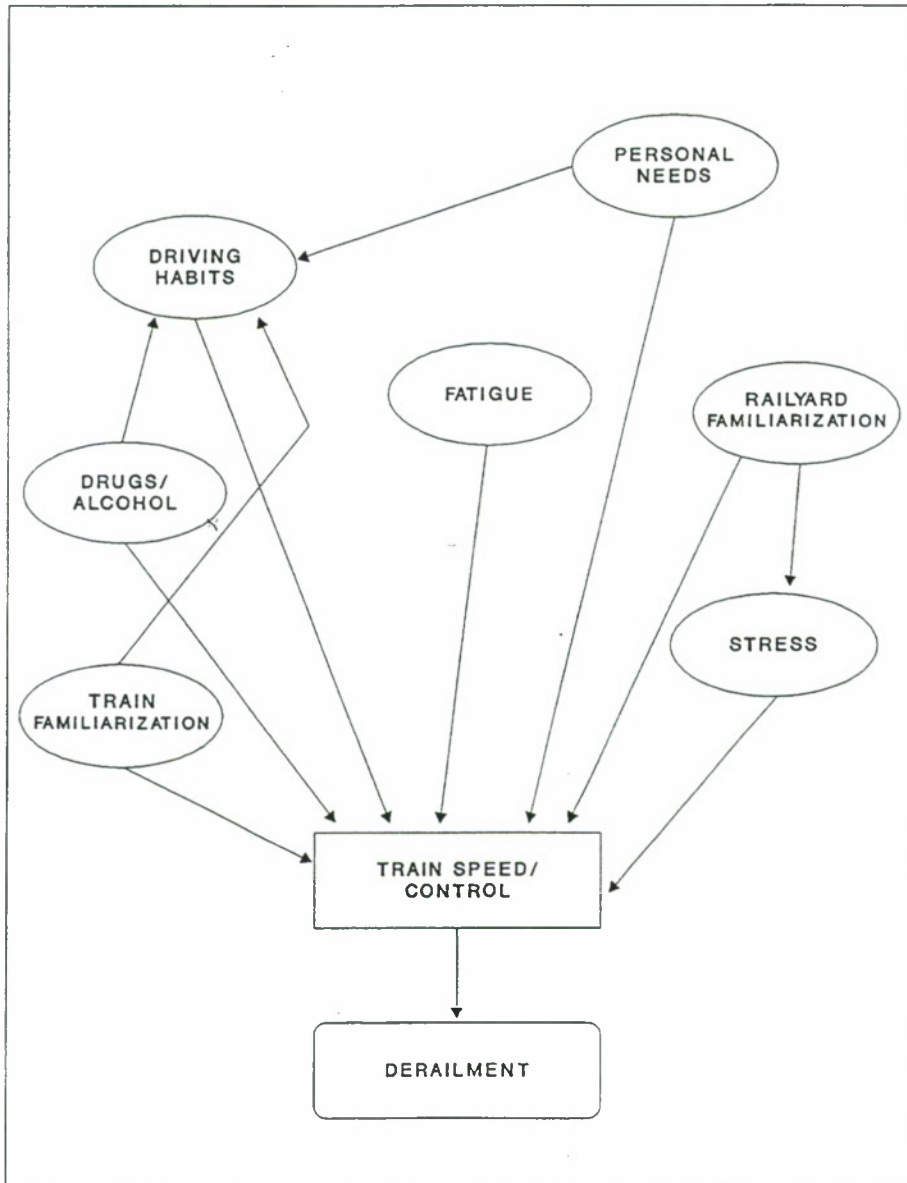 PERSONAL
NEEDS
DRIVING
HABITS
FATIGUE
RAILYARD
FAMILIARIZATION
DRUGS/
ALCOHOL
STRESS
TRAIN
FAMILIARIZATION
TRAIN SPEED/
CONTROL
DERAILMENT